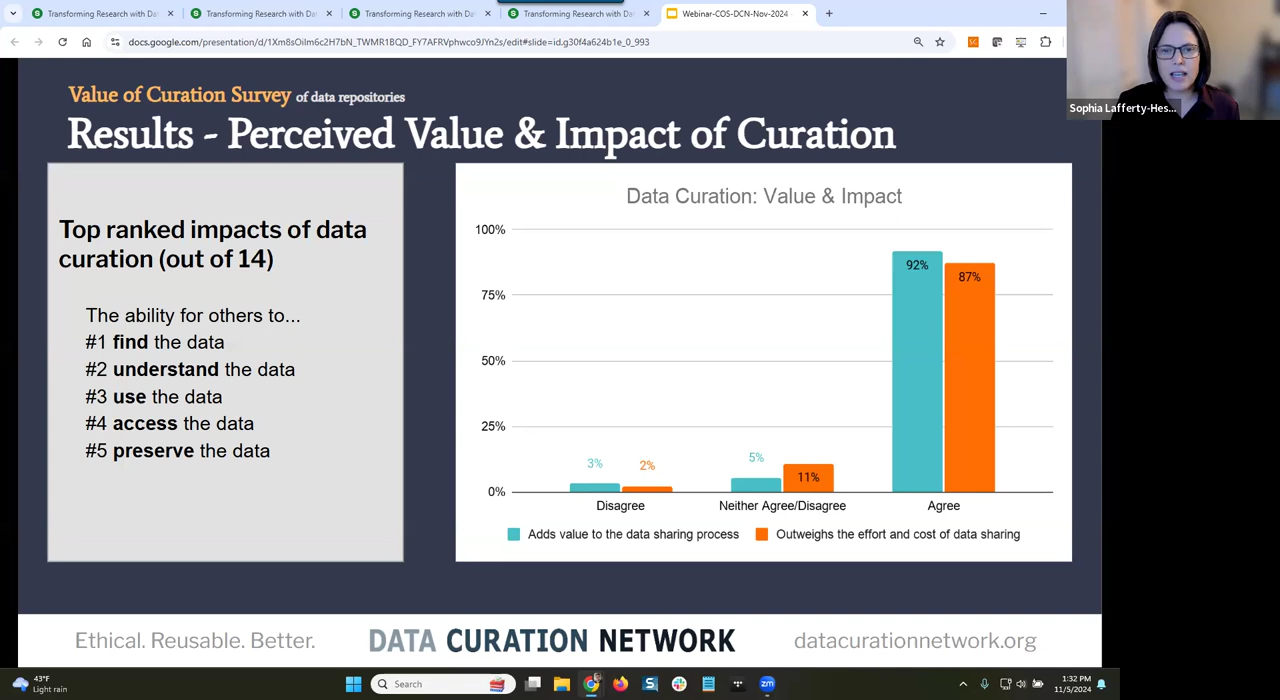 Transforming Research with Da
Transforming Research with Da
Transforming Research with Da
Transforming Research with Da
Webinar-COS-DCN-Nov-2024
docs.google.com/presentation/d/1Xm8sOilm6c2H7bN_TWMR1BQD_FY7AFRVphwco9JYn2s/edit#slide=id.g30f4a624b1e_0_993
Sophia Lafferty-Hes...
Value of Curation Survey of data repositories
Results - Perceived Value & Impact of Curation
Top ranked impacts of data
curation (out of 14)
The ability for others to...
#1 find the data
#2 understand the data
#3 use the data
#4 access the data
#5 preserve the data
Data Curation: Value & Impact
100%
75%
50%
25%
0%
3%
2%
5%
11%
92%
87%
Disagree
Neither Agree/Disagree
Agree
Adds value to the data sharing process
Outweighs the effort and cost of data sharing
Ethical. Reusable. Better.
DATA CURATION NETWORK
datacurationnetwork.org
43°F
Light rain
Search
zm
1:32 PM
11/5/2024